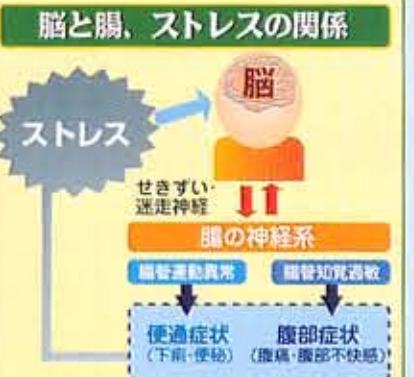 脳と腸、ストレスの関係
脳
ストレス
せきずい・
迷走神経
腸の神経系
腸管運動異常
腸管知覚過敏
便通症状
(下痢・便秘)
腹部症状
(腹痛・腹部不快感)